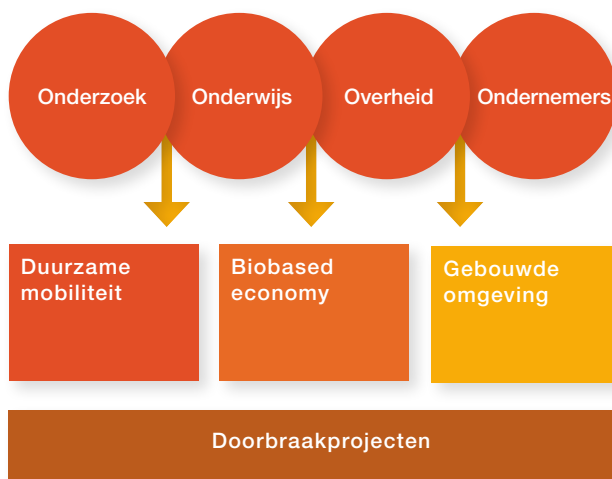 Onderzoek
Onderwijs
Overheid
Ondernemers
Duurzame
mobiliteit
Biobased
economy
Gebouwde
omgeving
Doorbraakprojecten